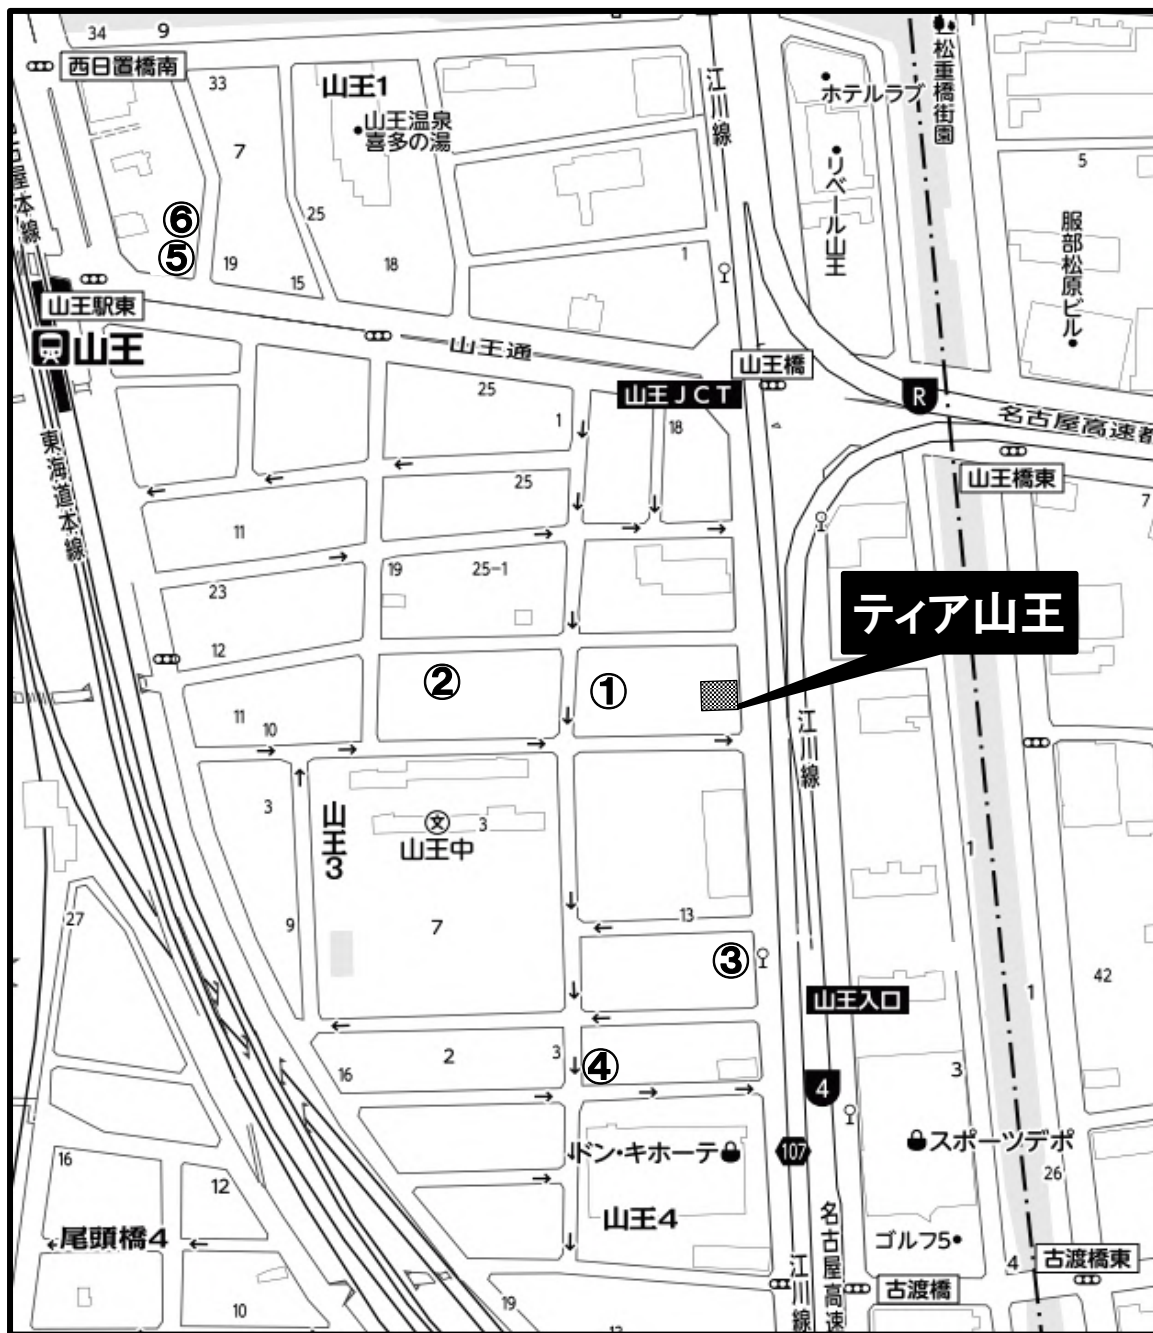 34
9
西日置橋南
33
7
山王1
山王温泉
喜多の湯
江川線
ホテルラブ
松重橋街園
リベール山王
5
服部松原ビル
名古屋本線
⑥
⑤
25
19
15
18
1
山王駅東
山王
山王通
山王橋
山王JCT
R
名古屋高速都
25
1
18
山王橋東
7
東海道本線
25
11
19
25-1
23
12
ティア山王
②
①
11
10
江川線
3
山王3
3
山王中
1
27
9
7
13
③
42
山王入口
1
2
3
④
16
3
4
16
12
ドン・キホーテ
107
スポーツデポ
26
尾頭橋4
山王4
名古屋高速
ゴルフ5
古渡橋東
4
江川線
古渡橋
10
19